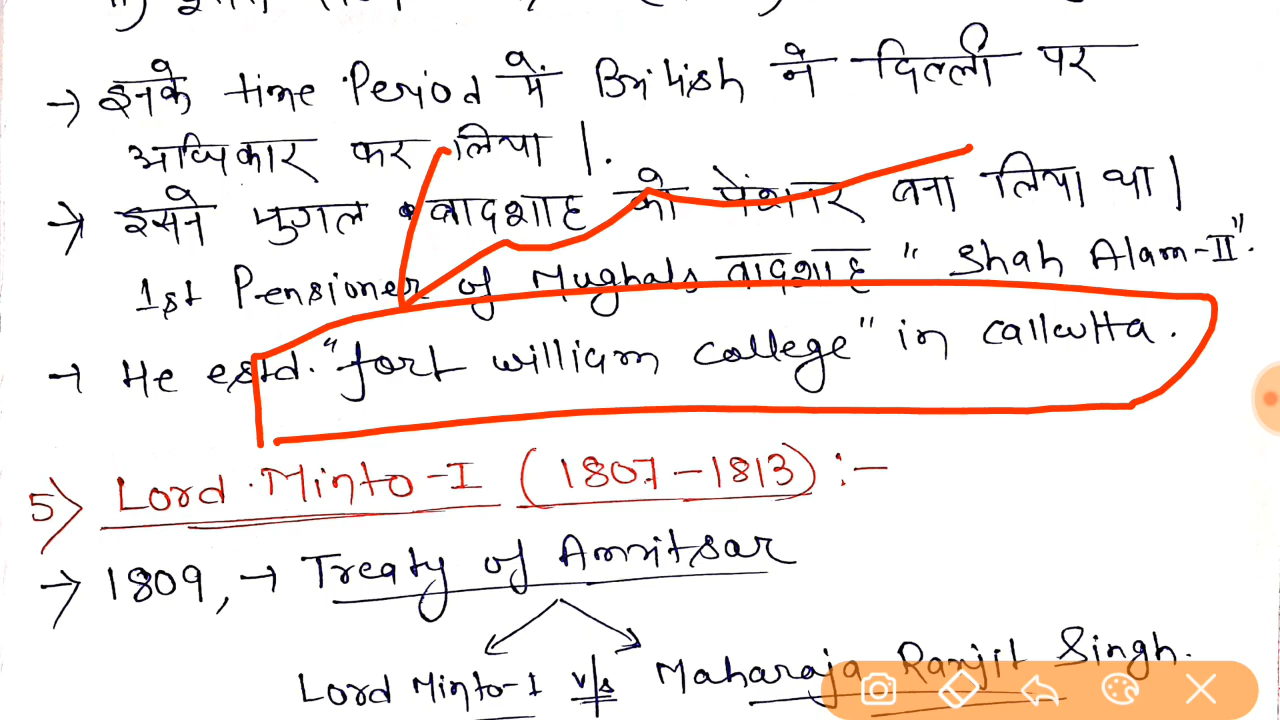 → इनके time Period में British ने दिल्ली पर
अधिकार कर लिया |.
→ इसने मुगल बादशाह को पेंशनर बना लिया था |
1st Pensioner of Mughals बादशाह " Shah Alam-II".
→ He estd. "fort william college" in callcutta.
5) Lord Minto-I (1807-1813) :-
→ 1809, → Treaty of Amritsar
Lord Minto-I v/s Maharaja Ranjit Singh.